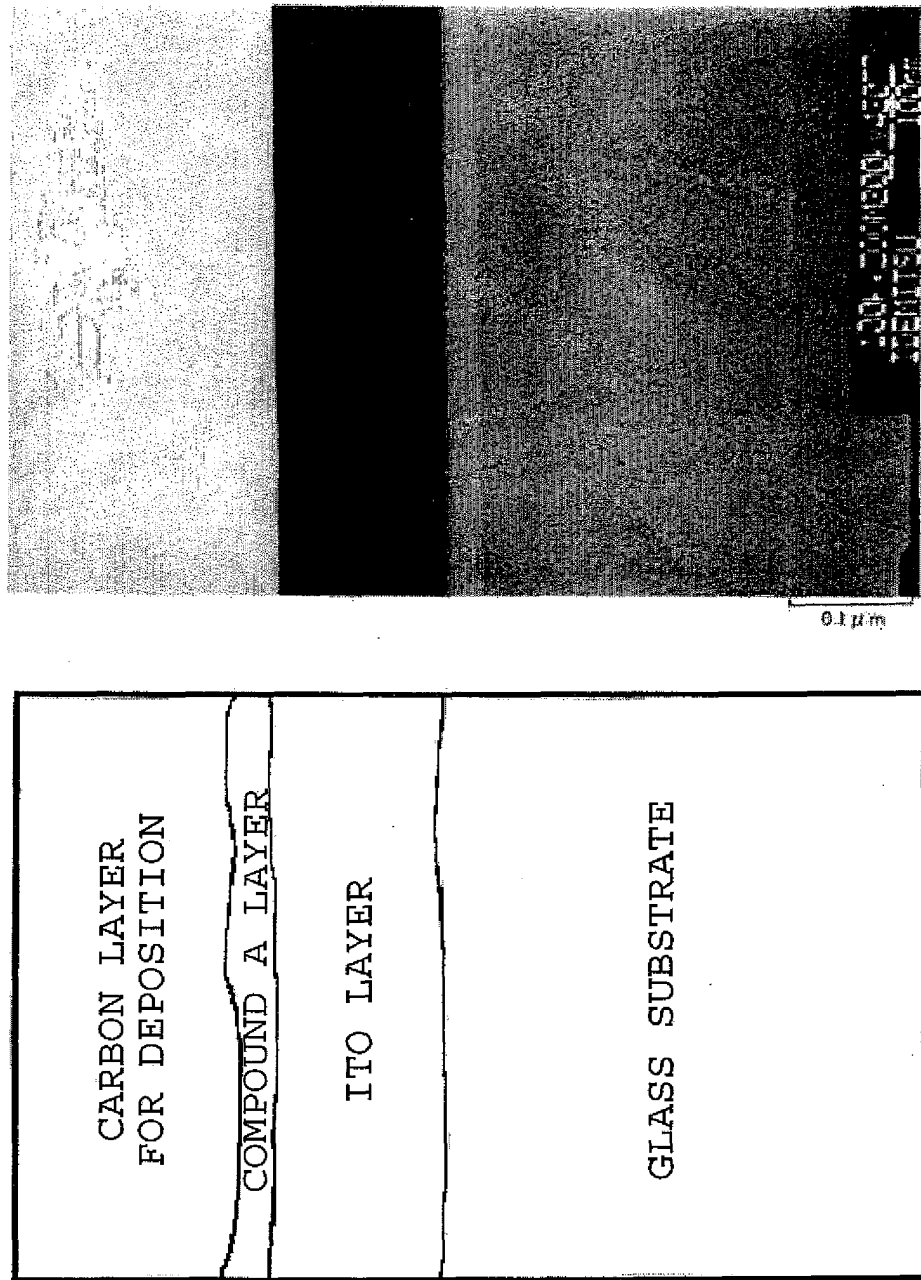 0.1 μm
CARBON LAYER
FOR DEPOSITION
COMPOUND A LAYER
ITO LAYER
GLASS SUBSTRATE